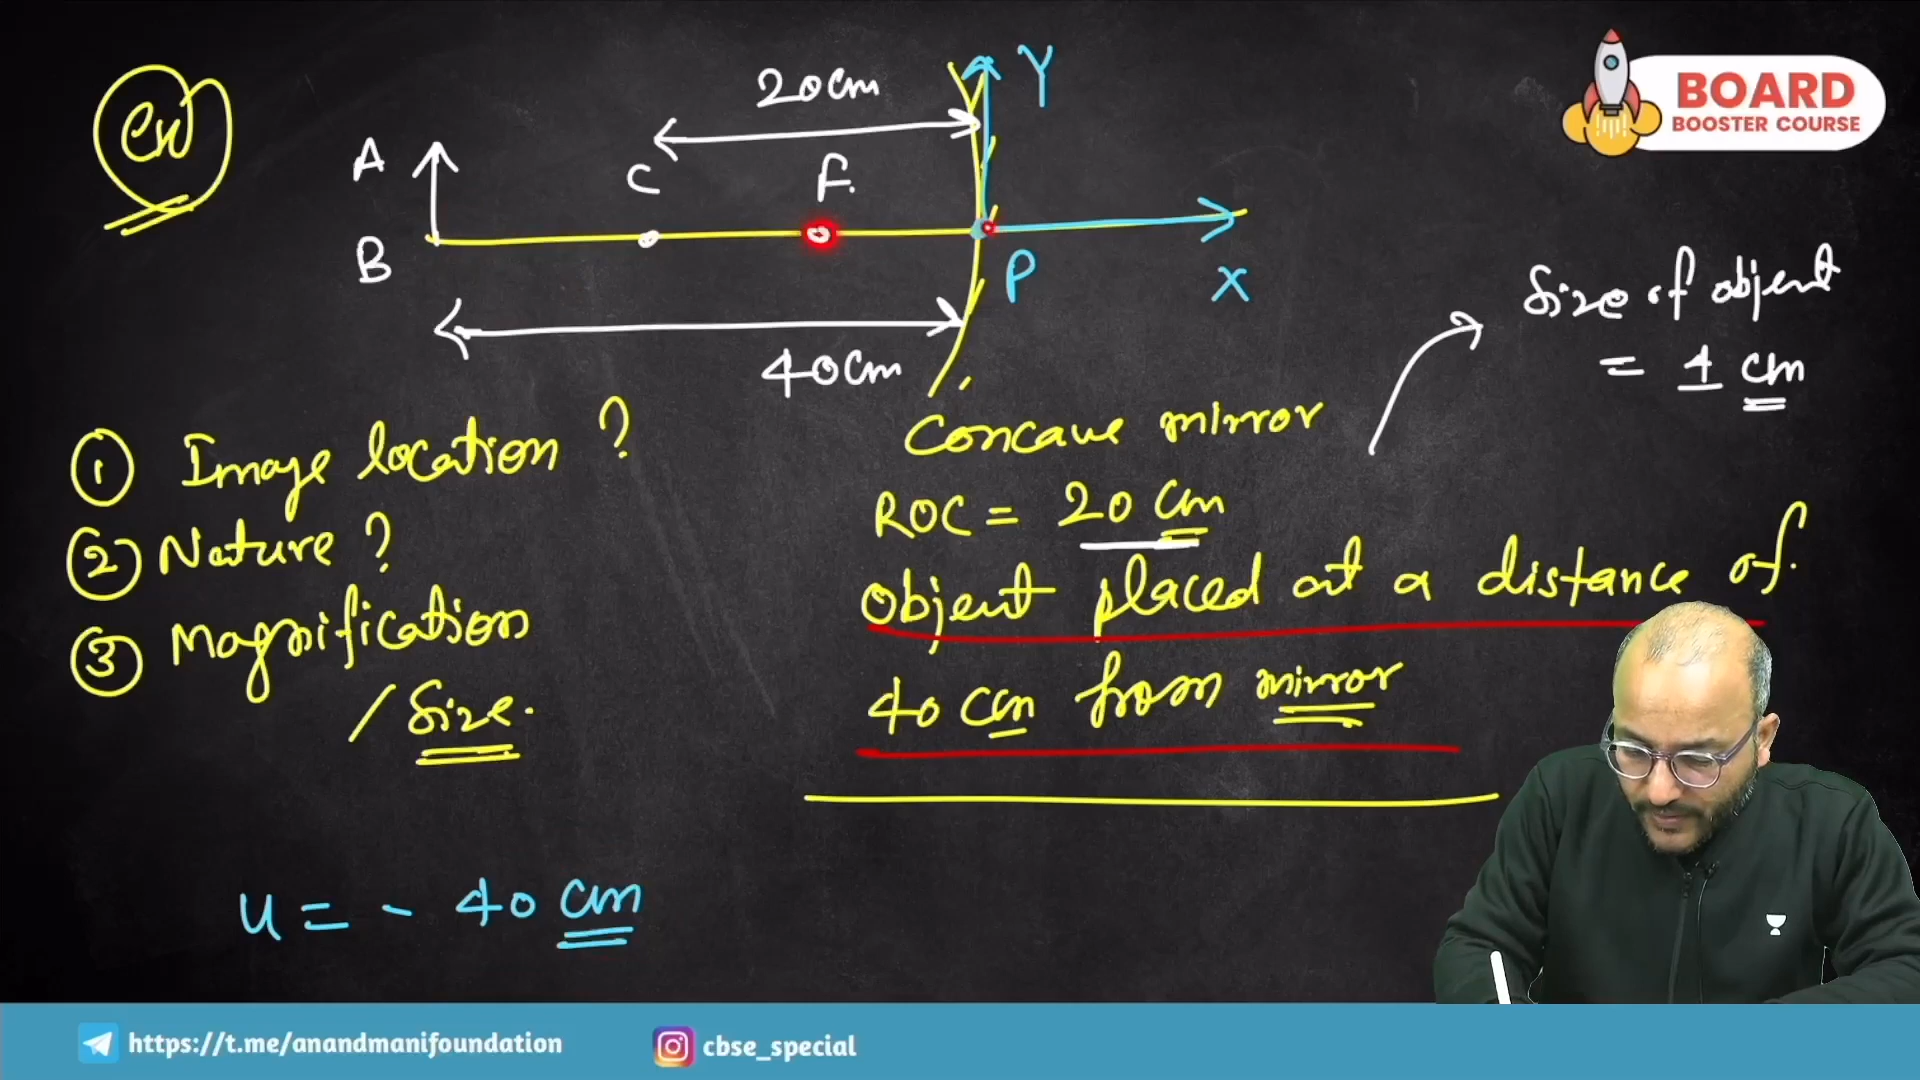 CW
20cm
Y
BOARD
BOOSTER COURSE
A
C
F.
B
P
X
40cm
Size of object
= 1 cm
① Image location ?
② Nature ?
③ Magnification
/ Size.
Concave mirror
ROC = 20 cm
Object placed at a distance of.
40 cm from mirror
u = - 40 cm
https://t.me/anandmanifoundation
cbse_special